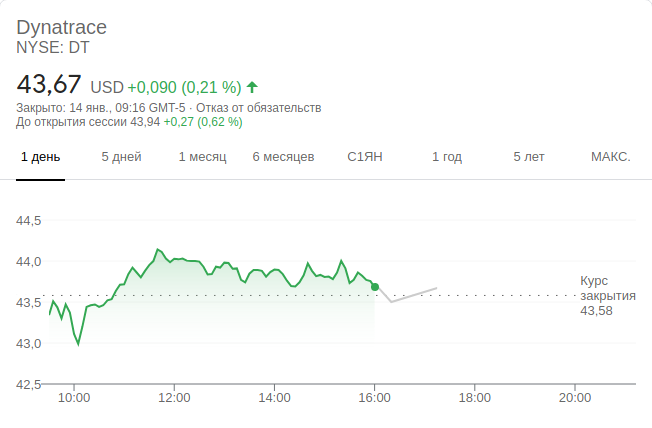 Dynatrace
NYSE: DT
43,67 USD +0,090 (0,21 %)
Закрыто: 14 янв., 09:16 GMT-5 · Отказ от обязательств
До открытия сессии 43,94 +0,27 (0,62 %)
1 день 5 дней 1 месяц 6 месяцев С1ЯН 1 год 5 лет МАКС.
44,5
44,0
43,5
43,0
42,5
Курс
закрытия
43,58
10:00 12:00 14:00 16:00 18:00 20:00